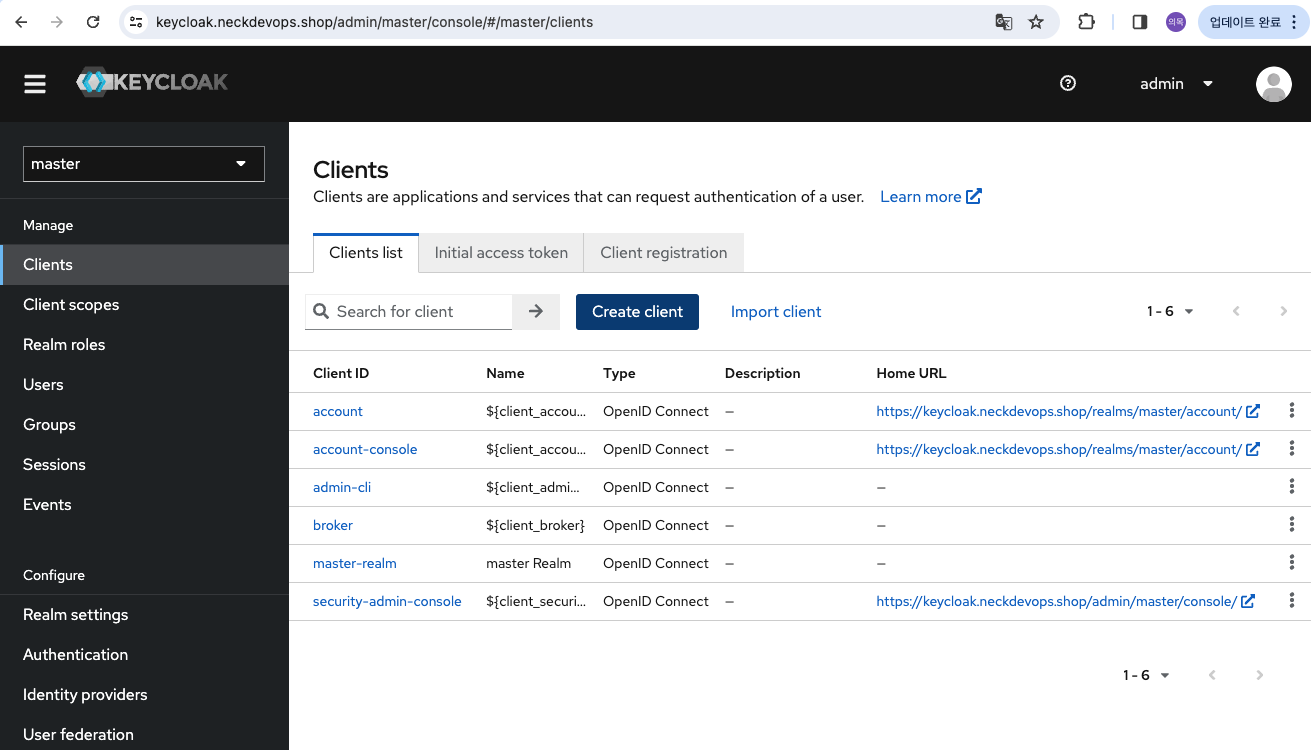 keycloak.neckdevops.shop/admin/master/console/#/master/clients
의목
업데이트 완료
KEYCLOAK
admin
master
Manage
Clients
Client scopes
Realm roles
Users
Groups
Sessions
Events
Configure
Realm settings
Authentication
Identity providers
User federation
Clients
Clients are applications and services that can request authentication of a user. Learn more
Clients list Initial access token Client registration
Search for client Create client Import client 1 - 6
Client ID Name Type Description Home URL
account ${client_accou... OpenID Connect – https://keycloak.neckdevops.shop/realms/master/account/
account-console ${client_accou... OpenID Connect – https://keycloak.neckdevops.shop/realms/master/account/
admin-cli ${client_admi... OpenID Connect – –
broker ${client_broker} OpenID Connect – –
master-realm master Realm OpenID Connect – –
security-admin-console ${client_securi... OpenID Connect – https://keycloak.neckdevops.shop/admin/master/console/
1 - 6